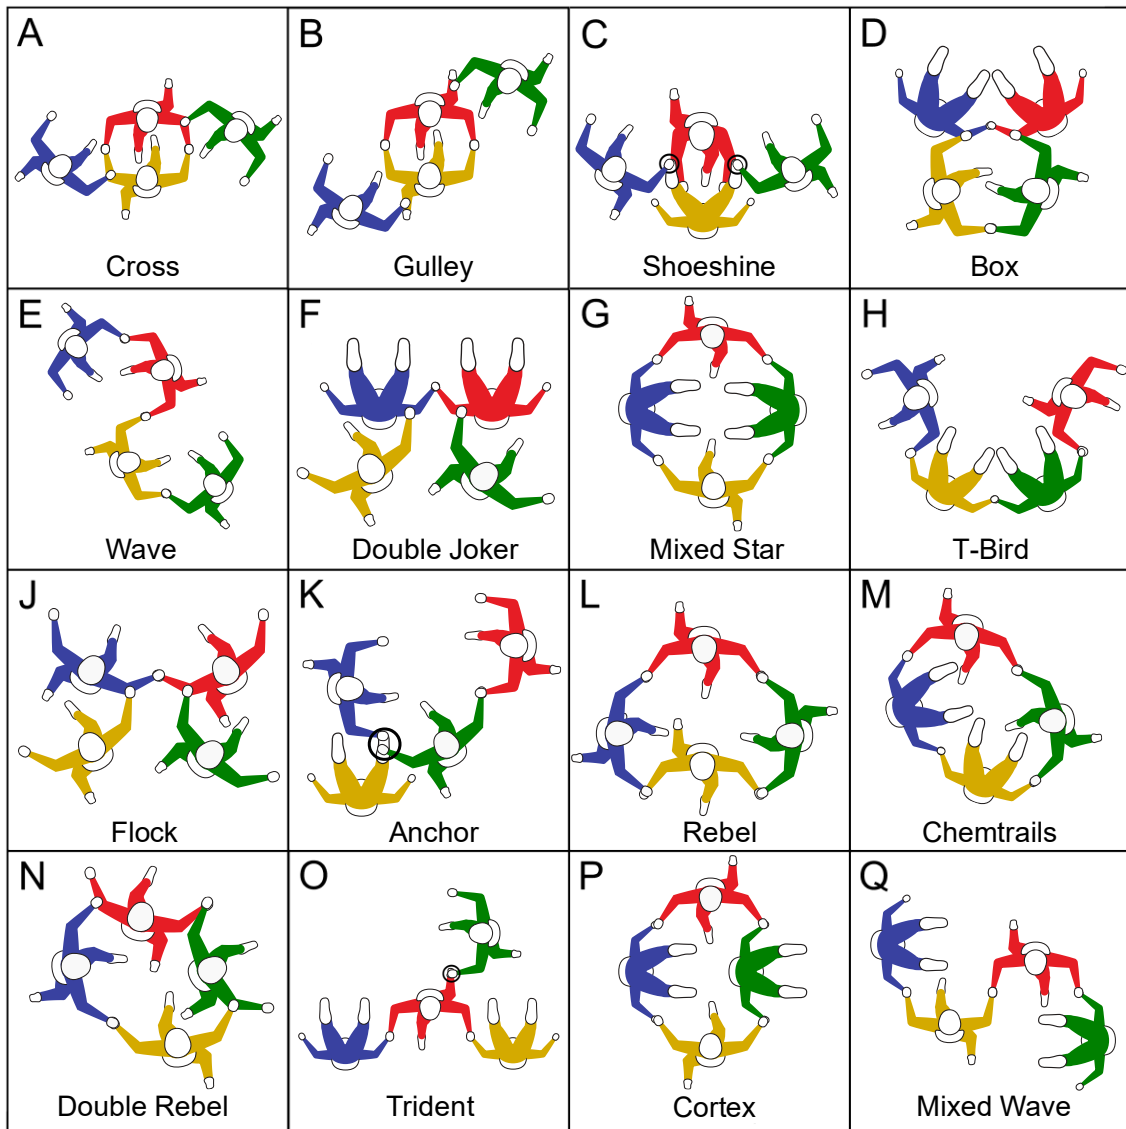 A
Cross
B
Gulley
C
Shoeshine
D
Box
E
Wave
F
Double Joker
G
Mixed Star
H
T-Bird
J
Flock
K
Anchor
L
Rebel
M
Chemtrails
N
Double Rebel
O
Trident
P
Cortex
Q
Mixed Wave